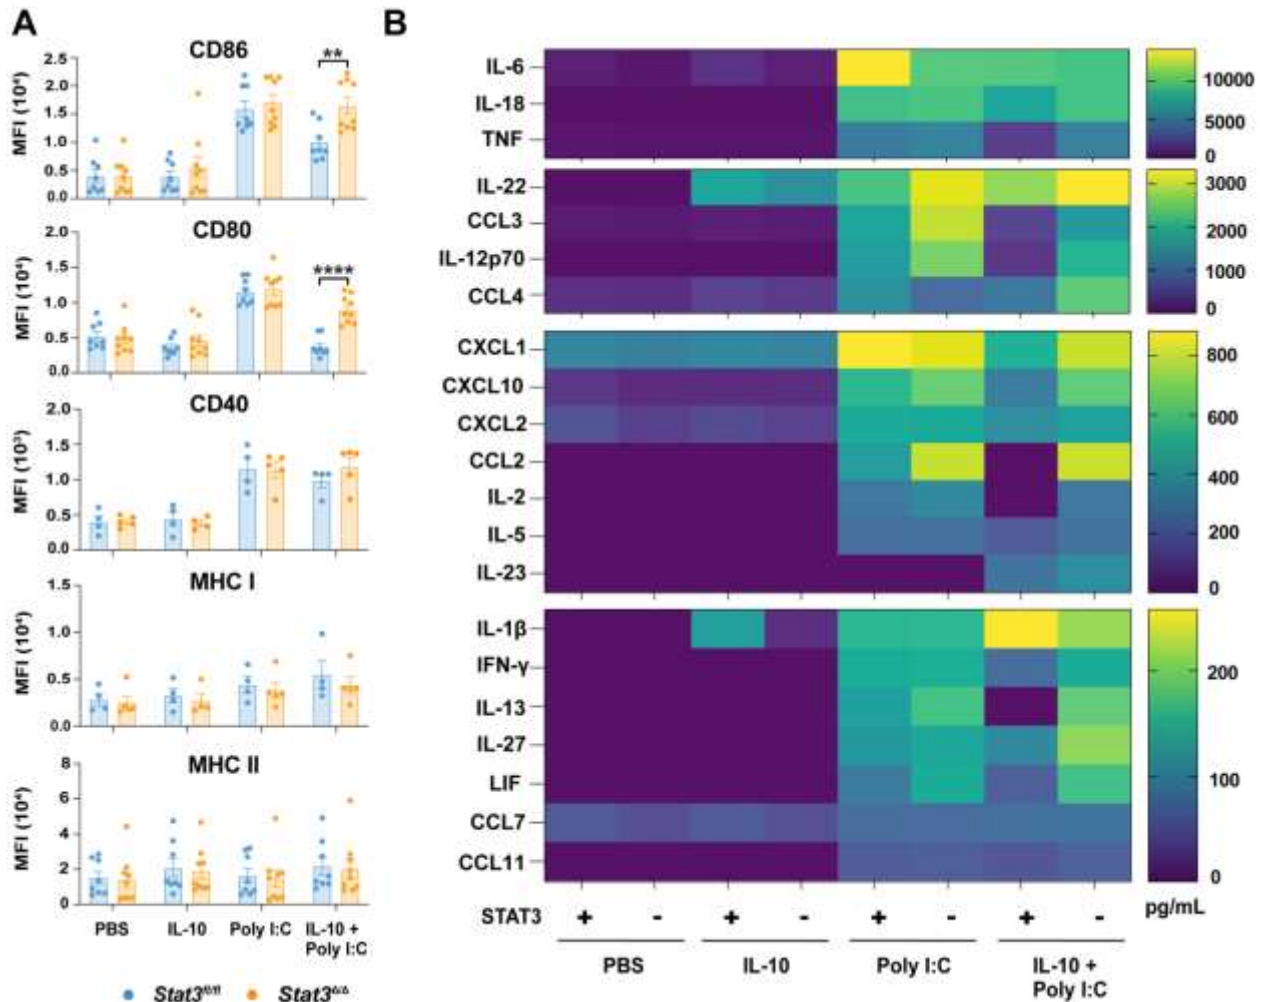 A
CD86
**
MFI (10⁴)
2.5
2.0
1.5
1.0
0.5
0.0
CD80
****
MFI (10⁴)
2.0
1.5
1.0
0.5
0.0
CD40
MFI (10³)
2.0
1.5
1.0
0.5
0.0
MHC I
MFI (10⁴)
1.5
1.0
0.5
0.0
MHC II
MFI (10⁴)
8
6
4
2
0
PBS IL-10 Poly I:C IL-10 +
Poly I:C
Stat3fl/fl Stat3Δ/Δ
B
IL-6
IL-18
TNF
10000
5000
0
IL-22
CCL3
IL-12p70
CCL4
3000
2000
1000
0
CXCL1
CXCL10
CXCL2
CCL2
IL-2
IL-5
IL-23
800
600
400
200
0
IL-1β
IFN-γ
IL-13
IL-27
LIF
CCL7
CCL11
200
100
0
pg/mL
STAT3 + - + - + - + -
PBS IL-10 Poly I:C IL-10 +
Poly I:C